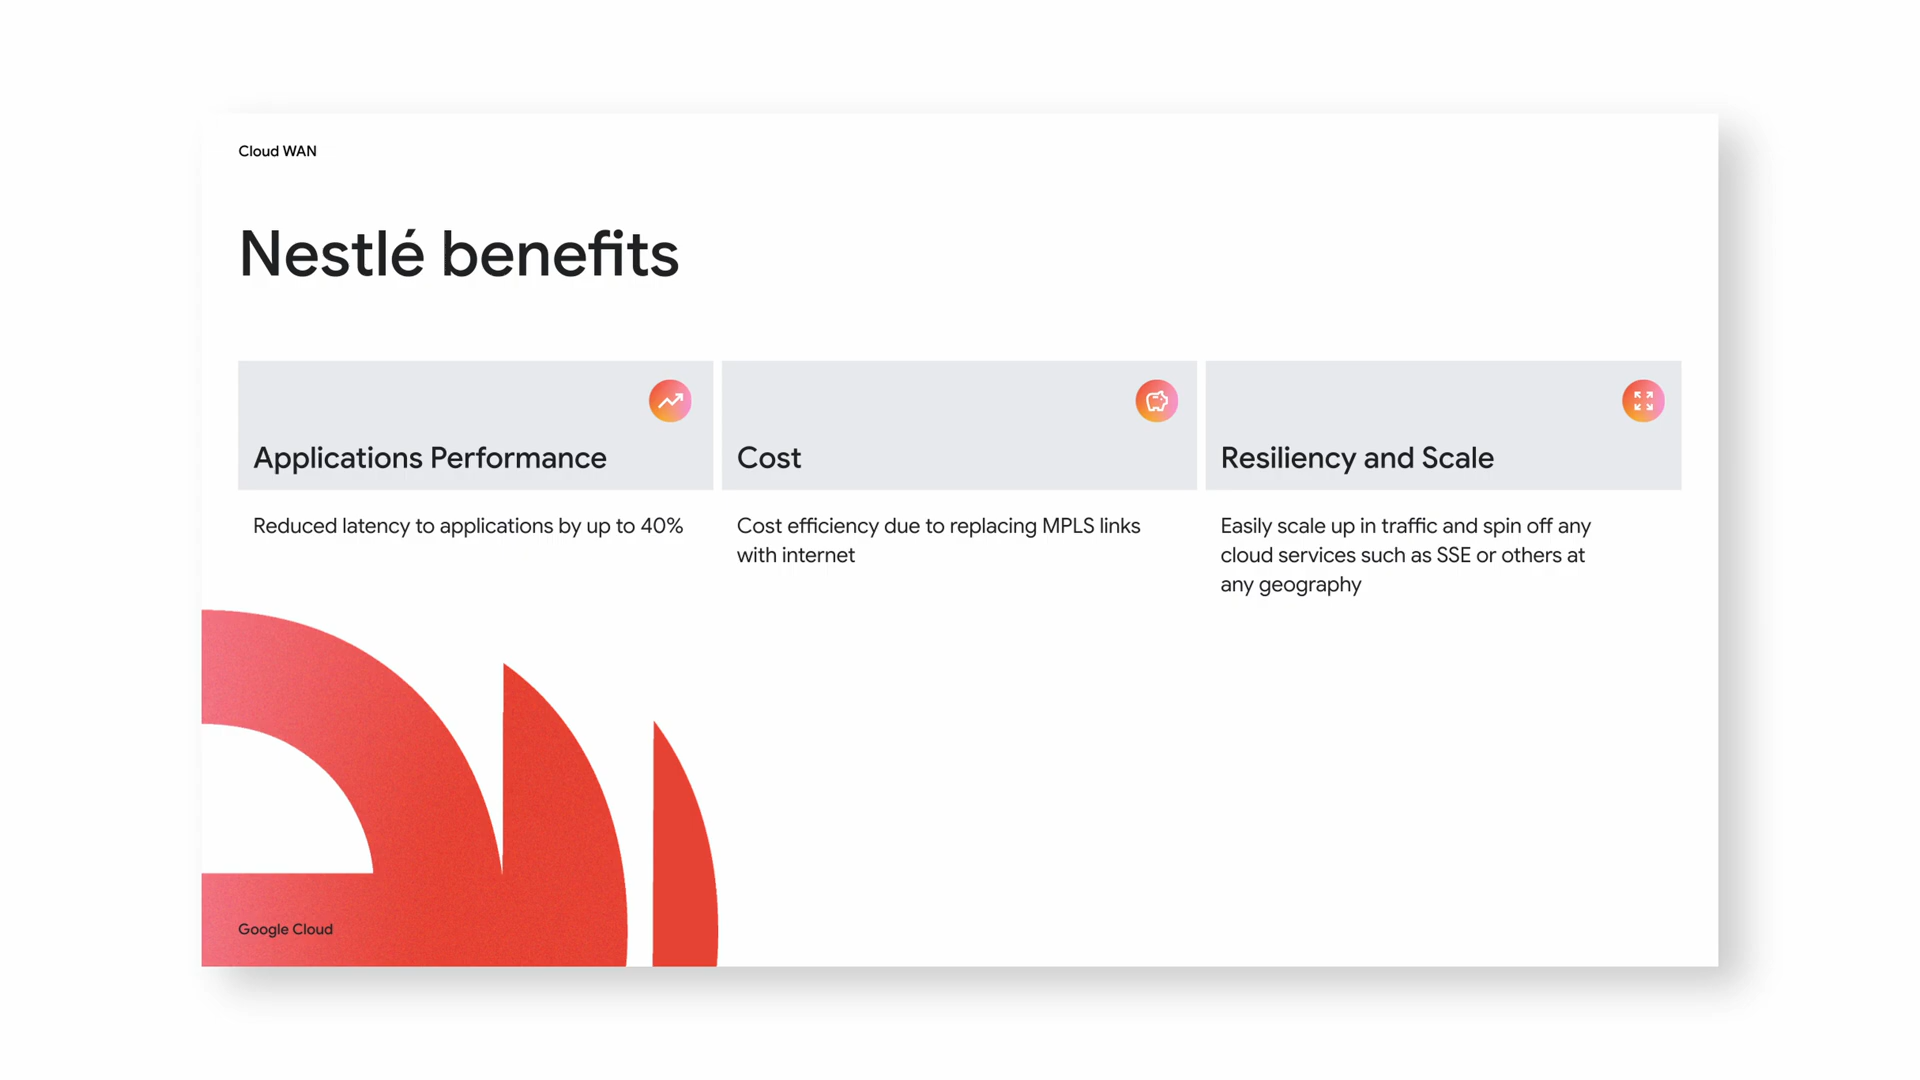 Cloud WAN
Nestlé benefits
Applications Performance
Reduced latency to applications by up to 40%
Cost
Cost efficiency due to replacing MPLS links
with internet
Resiliency and Scale
Easily scale up in traffic and spin off any
cloud services such as SSE or others at
any geography
Google Cloud